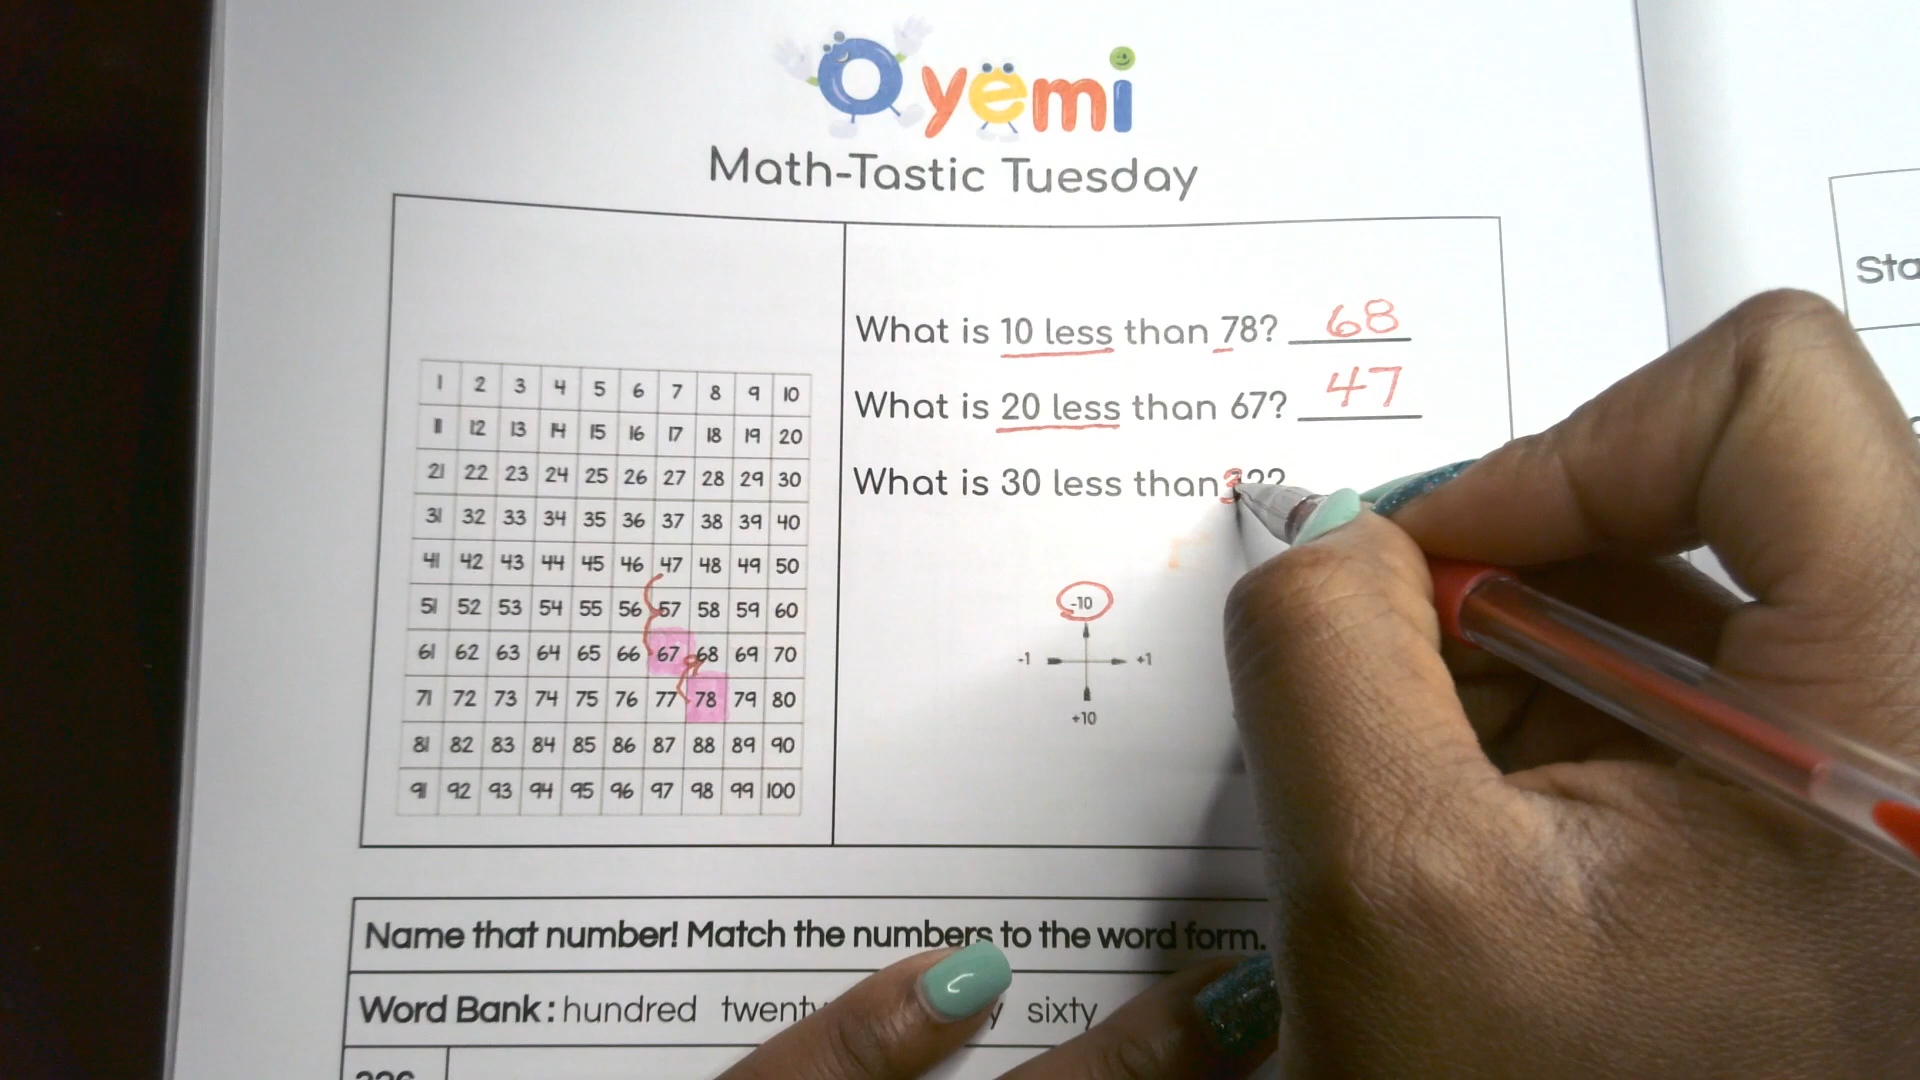 Oyemi
Math-Tastic Tuesday
What is 10 less than 78? 68
What is 20 less than 67? 47
What is 30 less than
1 2 3 4 5 6 7 8 9 10
11 12 13 14 15 16 17 18 19 20
21 22 23 24 25 26 27 28 29 30
31 32 33 34 35 36 37 38 39 40
41 42 43 44 45 46 47 48 49 50
51 52 53 54 55 56 57 58 59 60
61 62 63 64 65 66 67 68 69 70
71 72 73 74 75 76 77 78 79 80
81 82 83 84 85 86 87 88 89 90
91 92 93 94 95 96 97 98 99 100
-10
-1 +1
+10
Name that number! Match the numbers to the word form.
Word Bank: hundred twenty sixty
Sta